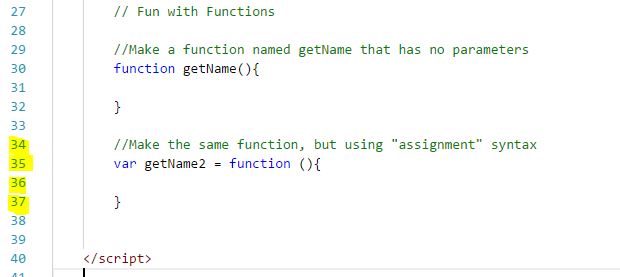 27 // Fun with Functions
28
29 //Make a function named getName that has no parameters
30 function getName(){
31
32 }
33
34 //Make the same function, but using "assignment" syntax
35 var getName2 = function (){
36
37 }
38
39
40 </script>
41